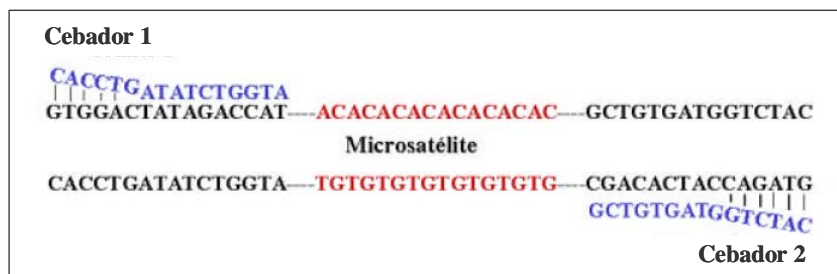 Cebador 1
CACCTGATATCTGGTA
GTGGACTATAGACCAT----ACACACACACACACAC----GCTGTGATGGTCTAC
Microsatélite
CACCTGATATCTGGTA----TGTGTGTGTGTGTGTG----CGACACTACCAGATG
GCTGTGATGGTCTAC
Cebador 2